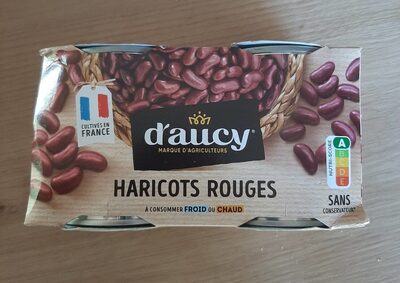 CULTIVÉS EN
FRANCE
d'aucy®
MARQUE D'AGRICULTEURS
HARICOTS ROUGES
À CONSOMMER FROID OU CHAUD
NUTRI-SCORE
A
B
C
D
E
SANS
CONSERVATEUR*